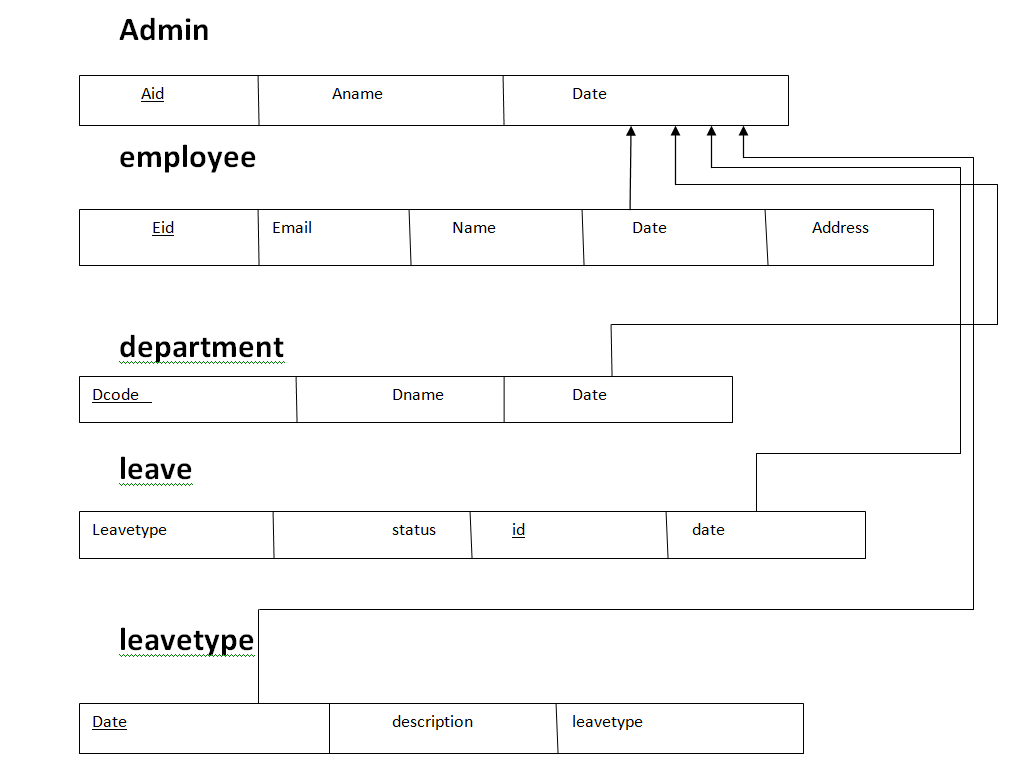 Admin
Aid Aname Date
employee
Eid Email Name Date Address
department
Dcode Dname Date
leave
Leavetype status id date
leavetype
Date description leavetype